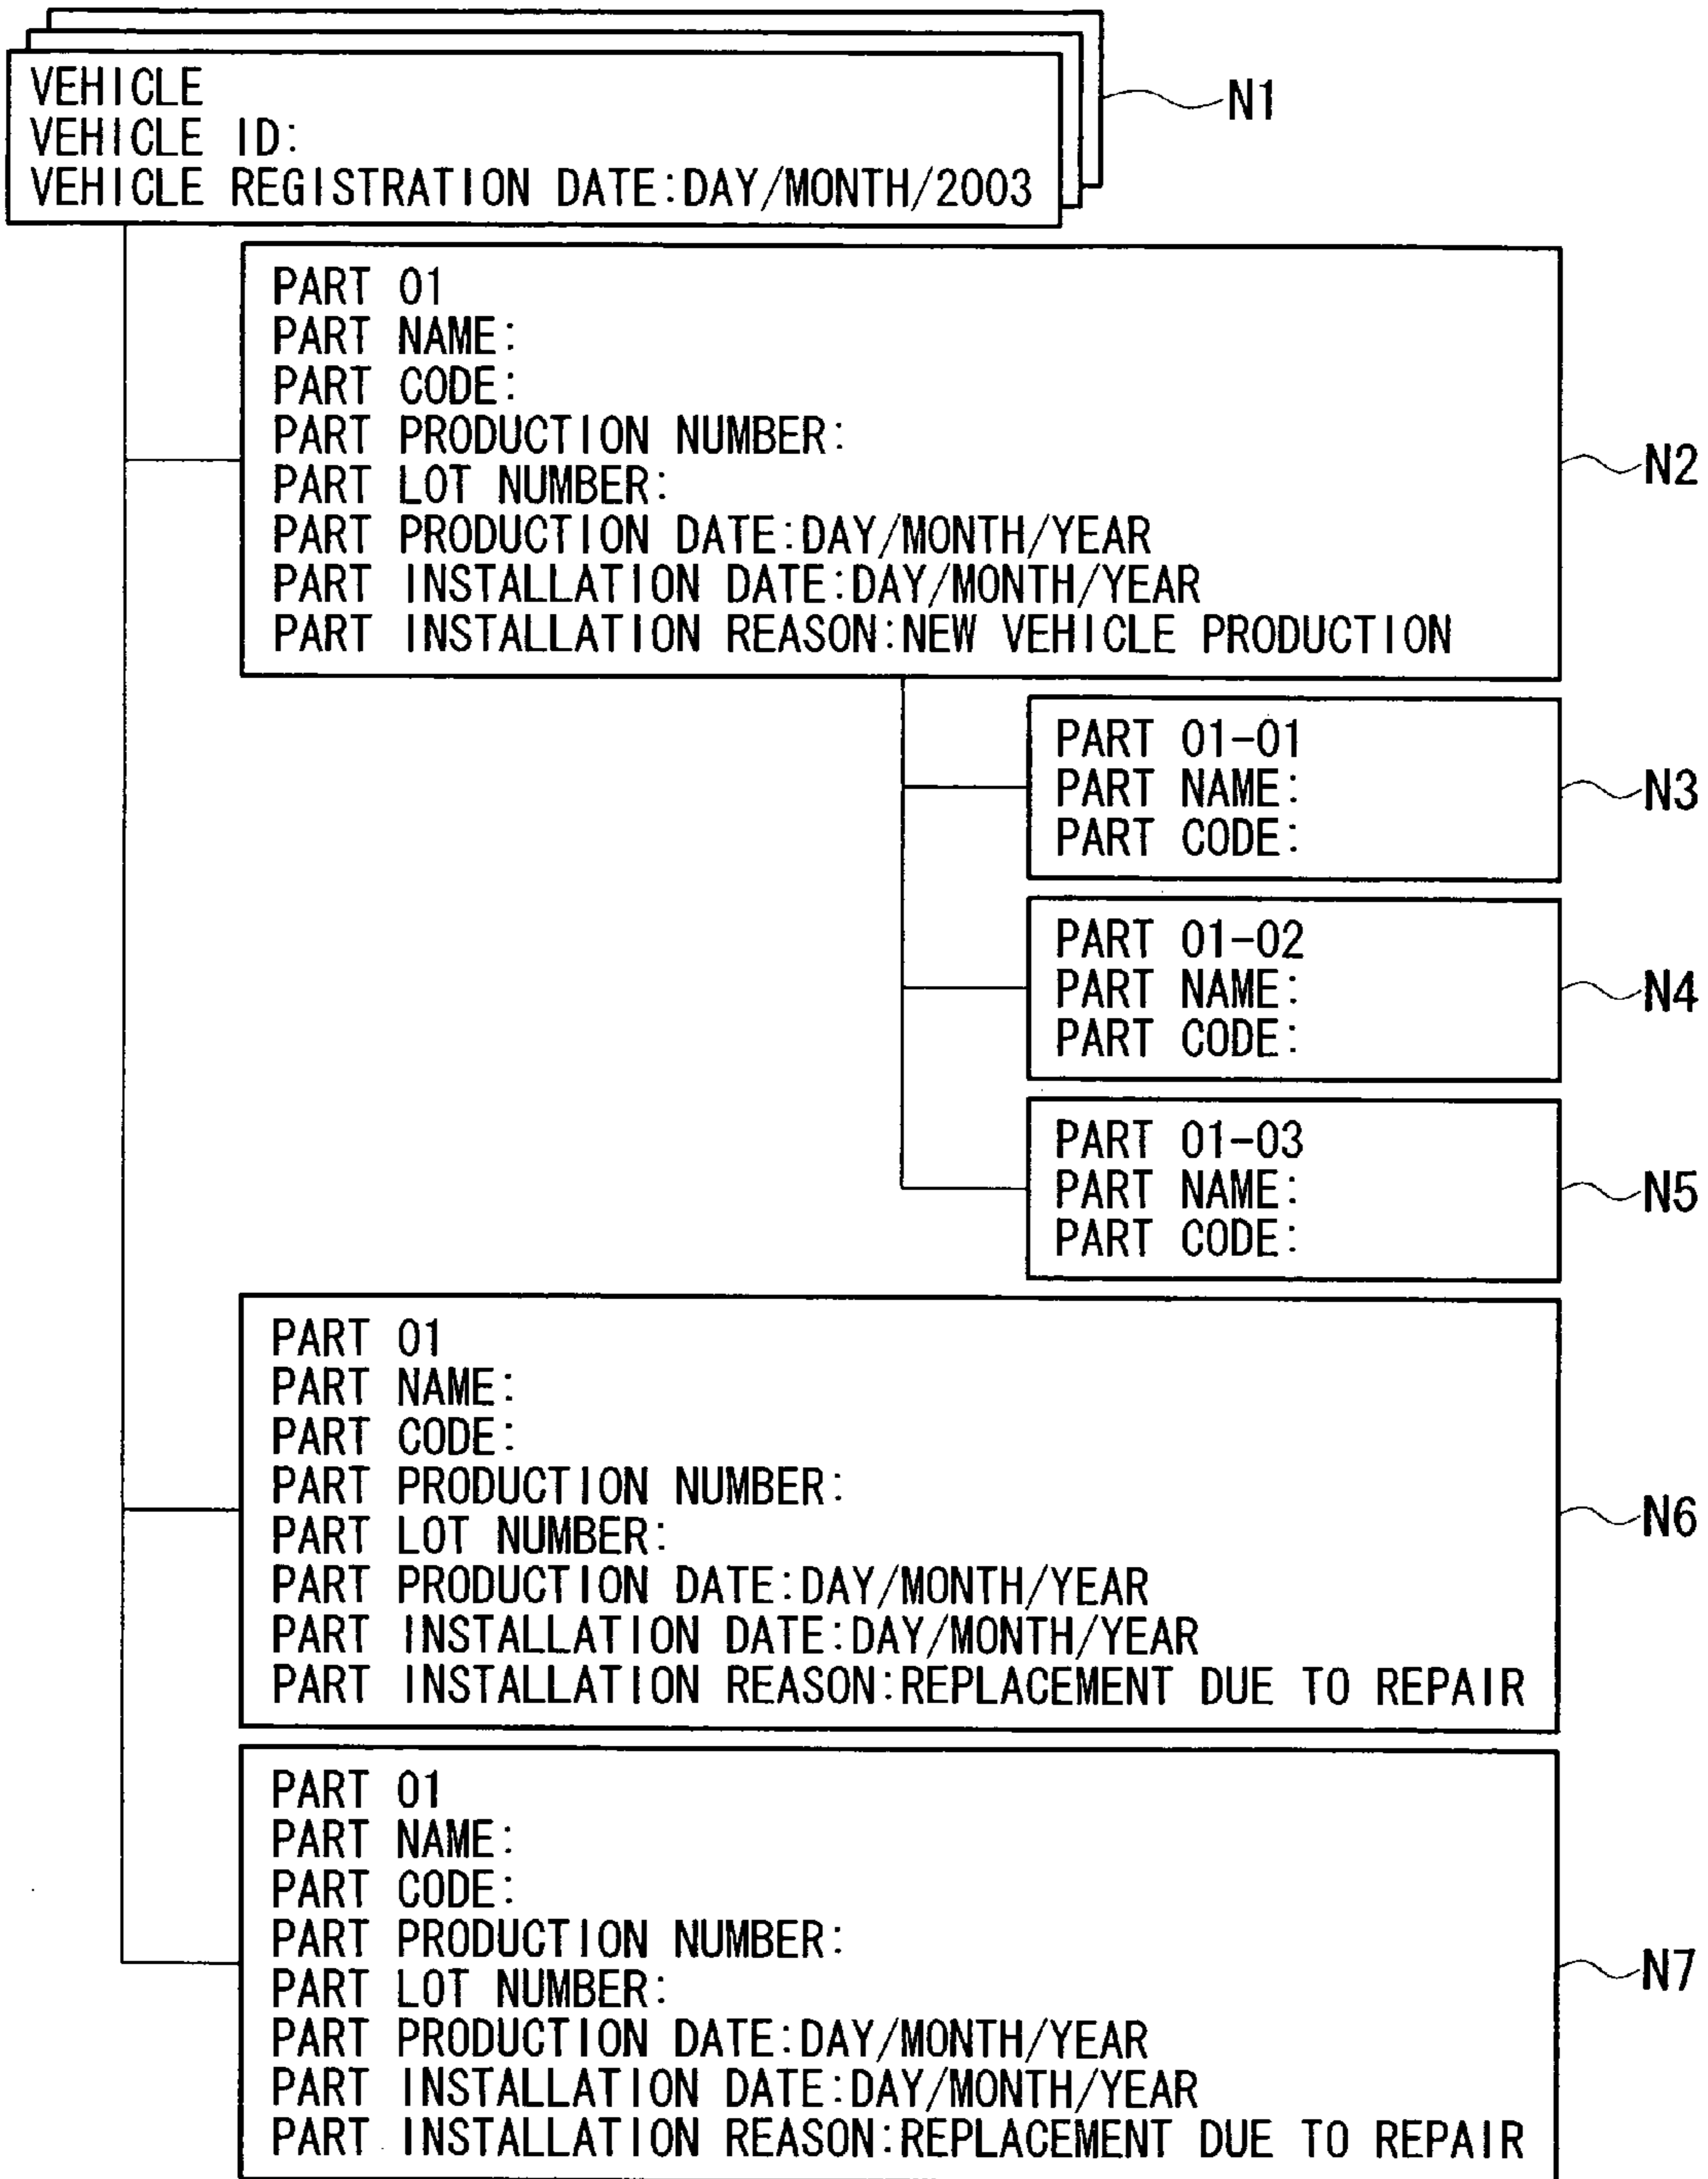 VEHICLE
VEHICLE ID:
VEHICLE REGISTRATION DATE:DAY/MONTH/2003
N1
PART 01
PART NAME:
PART CODE:
PART PRODUCTION NUMBER:
PART LOT NUMBER:
PART PRODUCTION DATE:DAY/MONTH/YEAR
PART INSTALLATION DATE:DAY/MONTH/YEAR
PART INSTALLATION REASON:NEW VEHICLE PRODUCTION
N2
PART 01-01
PART NAME:
PART CODE:
N3
PART 01-02
PART NAME:
PART CODE:
N4
PART 01-03
PART NAME:
PART CODE:
N5
PART 01
PART NAME:
PART CODE:
PART PRODUCTION NUMBER:
PART LOT NUMBER:
PART PRODUCTION DATE:DAY/MONTH/YEAR
PART INSTALLATION DATE:DAY/MONTH/YEAR
PART INSTALLATION REASON:REPLACEMENT DUE TO REPAIR
N6
PART 01
PART NAME:
PART CODE:
PART PRODUCTION NUMBER:
PART LOT NUMBER:
PART PRODUCTION DATE:DAY/MONTH/YEAR
PART INSTALLATION DATE:DAY/MONTH/YEAR
PART INSTALLATION REASON:REPLACEMENT DUE TO REPAIR
N7